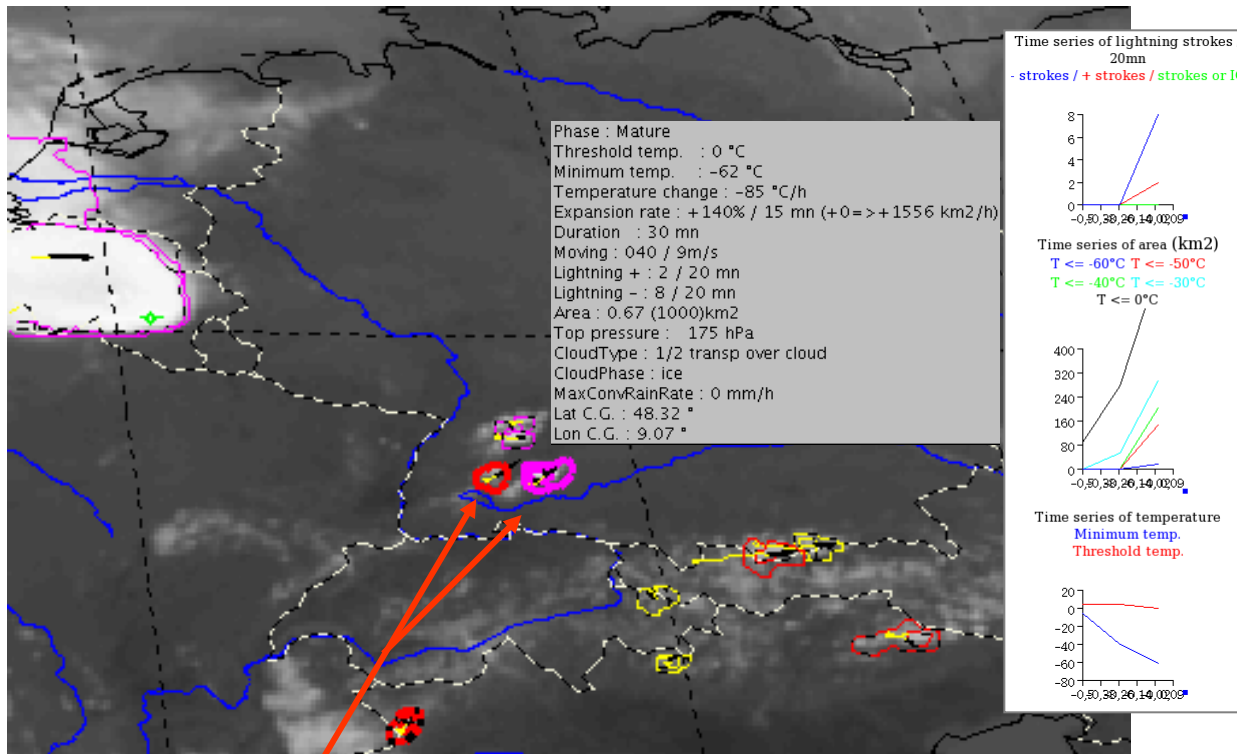 Phase : Mature
Threshold temp. : 0 °C
Minimum temp. : -62 °C
Temperature change : -85 °C/h
Expansion rate : +140% / 15 mn (+0=>+1556 km2/h)
Duration : 30 mn
Moving : 040 / 9m/s
Lightning + : 2 / 20 mn
Lightning - : 8 / 20 mn
Area : 0.67 (1000)km2
Top pressure : 175 hPa
CloudType : 1/2 transp over cloud
CloudPhase : ice
MaxConvRainRate : 0 mm/h
Lat C.G. : 48.32 °
Lon C.G. : 9.07 °
Time series of lightning strokes
20mn
- strokes / + strokes / strokes or I
8
6
4
2
0
Time series of area (km2)
T <= -60°C T <= -50°C
T <= -40°C T <= -30°C
T <= 0°C
400
320
240
160
80
0
Time series of temperature
Minimum temp.
Threshold temp.
20
0
-20
-40
-60
-80